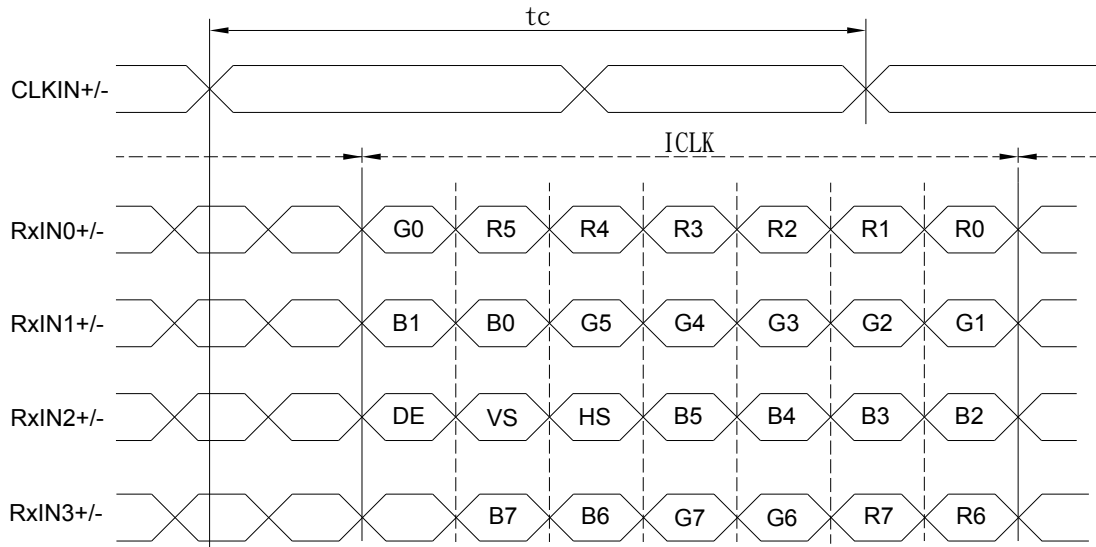 tc
CLKIN+/-
ICLK
RxIN0+/- G0 R5 R4 R3 R2 R1 R0
RxIN1+/- B1 B0 G5 G4 G3 G2 G1
RxIN2+/- DE VS HS B5 B4 B3 B2
RxIN3+/- B7 B6 G7 G6 R7 R6